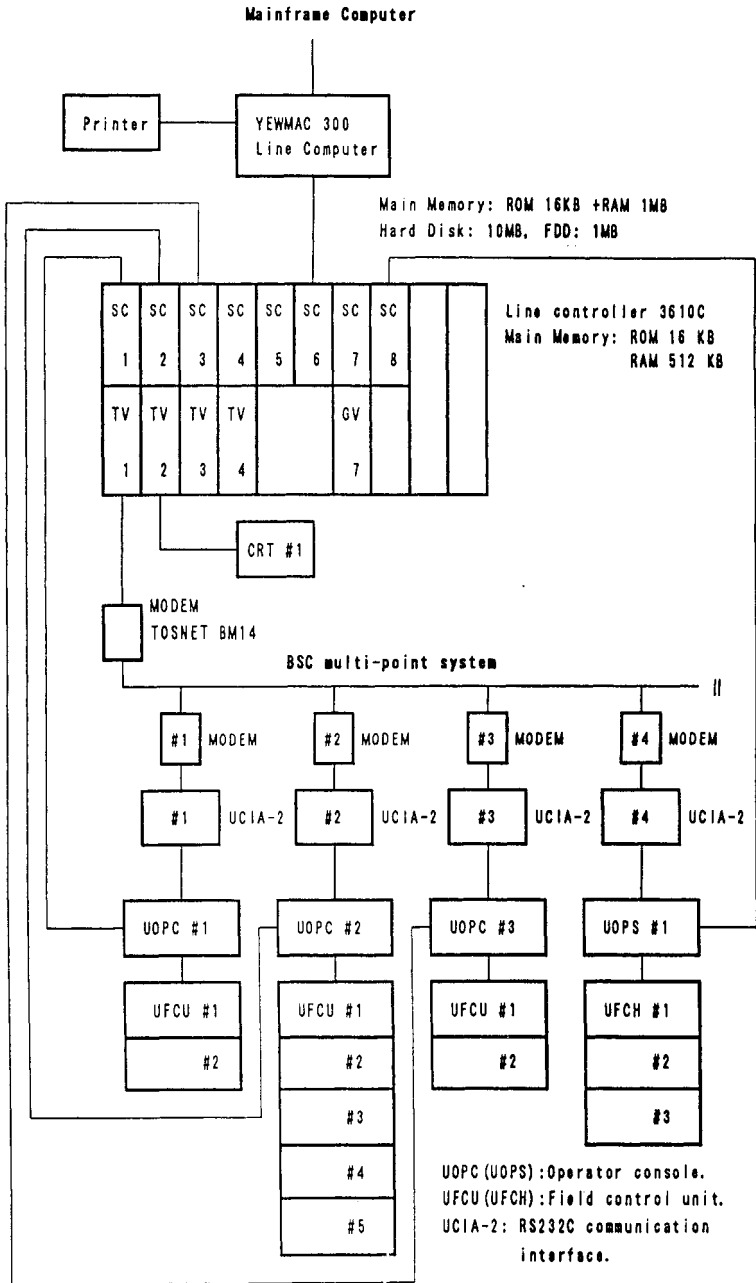 Mainframe Computer
Printer
YEWMAC 300
Line Computer
Main Memory: ROM 16KB +RAM 1MB
Hard Disk: 10MB, FDD: 1MB
SC SC SC SC SC SC SC SC
1 2 3 4 5 6 7 8
Line controller 3610C
Main Memory: ROM 16 KB
RAM 512 KB
TV TV TV TV GV
1 2 3 4 7
CRT #1
MODEM
TOSNET BM14
BSC multi-point system
#1 MODEM #2 MODEM #3 MODEM #4 MODEM
#1 UCIA-2 #2 UCIA-2 #3 UCIA-2 #4 UCIA-2
UOPC #1 UOPC #2 UOPC #3 UOPS #1
UFCU #1 UFCU #1 UFCU #1 UFCH #1
#2 #2 #2 #2
#3 #3
#4
#5
UOPC(UOPS):Operator console.
UFCU(UFCH):Field control unit.
UCIA-2: RS232C communication
interface.